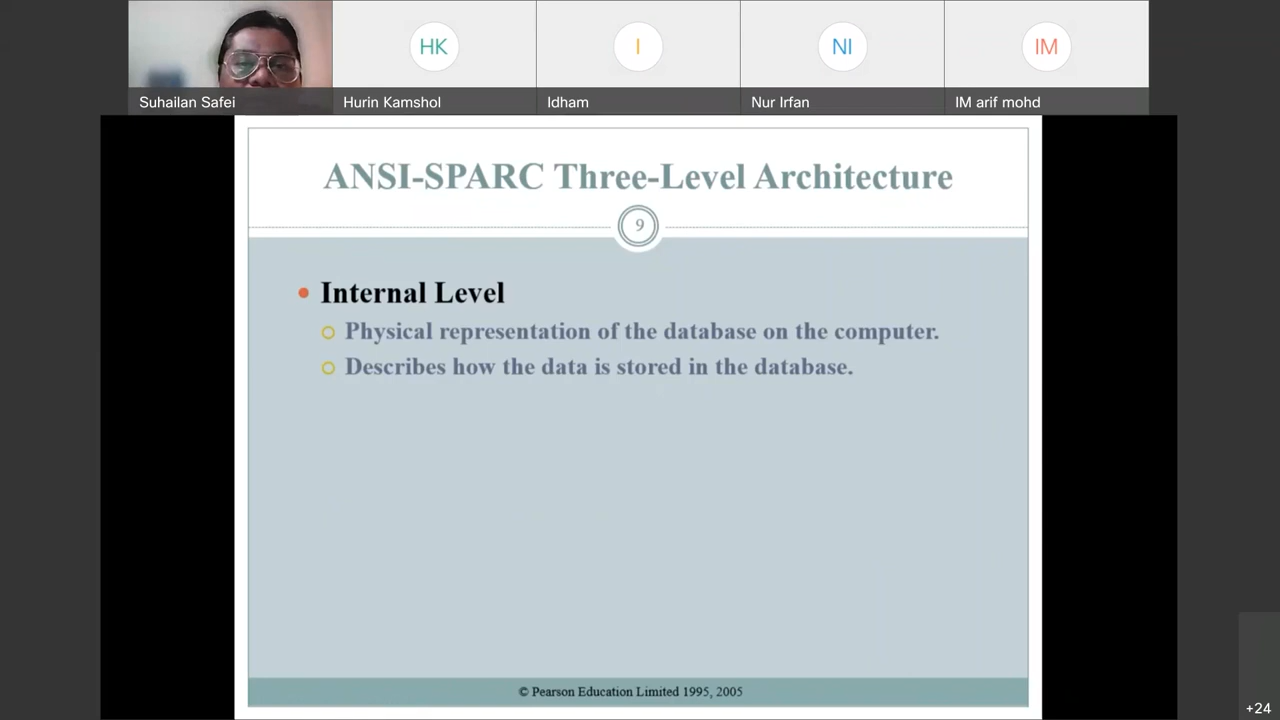 HK
I
NI
IM
Suhailan Safei
Hurin Kamshol
Idham
Nur Irfan
IM arif mohd
ANSI-SPARC Three-Level Architecture
9
Internal Level
Physical representation of the database on the computer.
Describes how the data is stored in the database.
© Pearson Education Limited 1995, 2005
+24